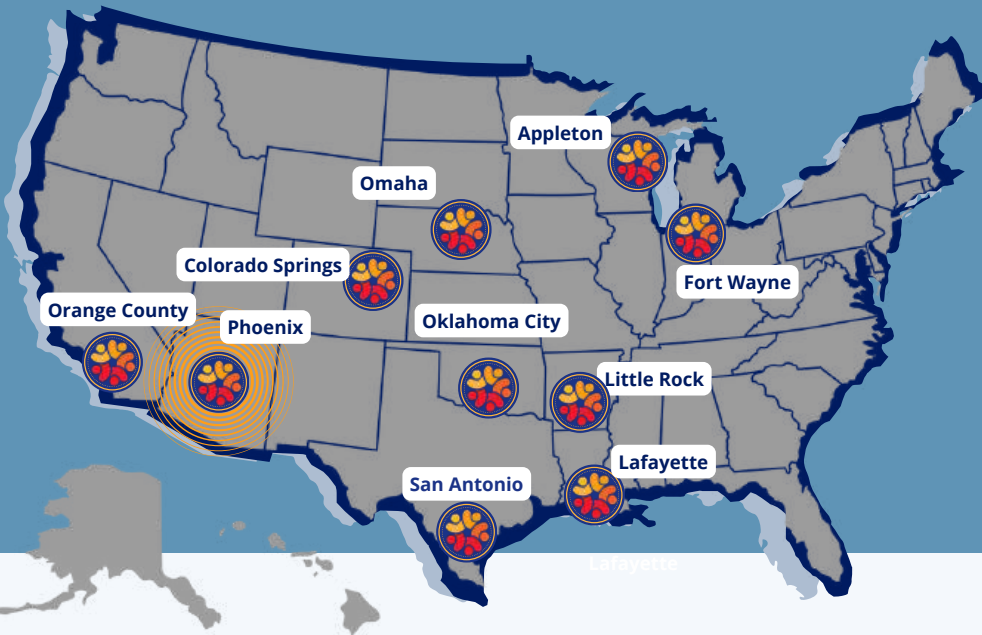 Appleton
Omaha
Colorado Springs
Fort Wayne
Orange County
Phoenix
Oklahoma City
Little Rock
Lafayette
San Antonio
Lafayette